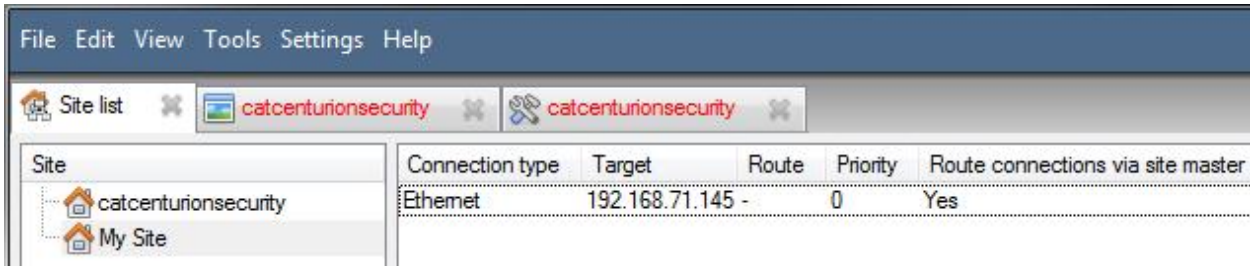 File Edit View Tools Settings Help
Site list catcenturionsecurity catcenturionsecurity
Site Connection type Target Route Priority Route connections via site master
catcenturionsecurity Ethernet 192.168.71.145 - 0 Yes
My Site